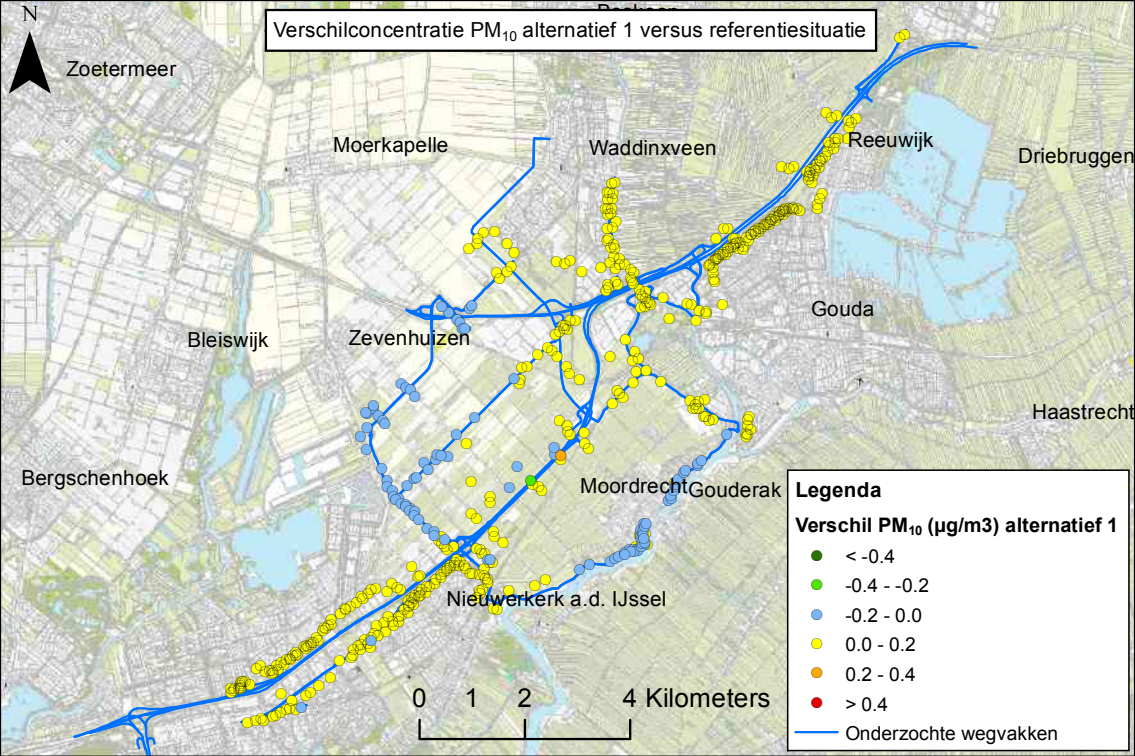 N
Verschilconcentratie PM10 alternatief 1 versus referentiesituatie
Zoetermeer
Moerkapelle
Waddinxveen
Reeuwijk
Driebruggen
Gouda
Bleiswijk
Zevenhuizen
Haastrecht
Bergschenhoek
Moordrecht
Gouderak
Nieuwerkerk a.d. IJssel
0 1 2 4 Kilometers
Legenda
Verschil PM10 (µg/m3) alternatief 1
< -0.4
-0.4 - -0.2
-0.2 - 0.0
0.0 - 0.2
0.2 - 0.4
> 0.4
Onderzochte wegvakken